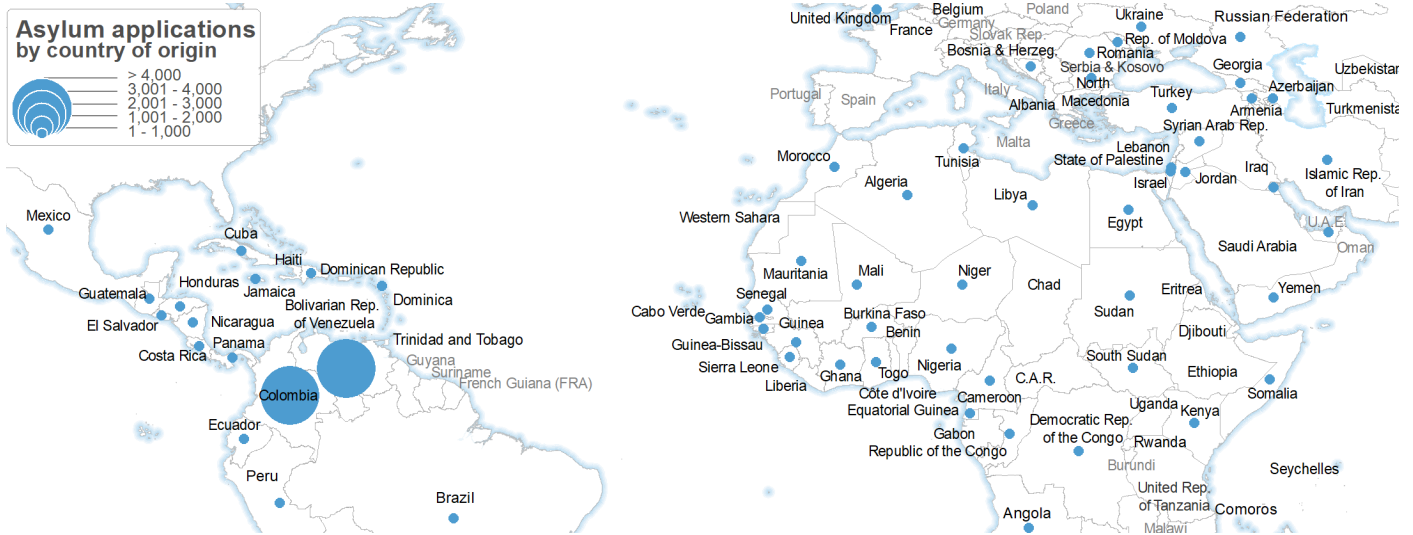 Asylum applications
by country of origin
> 4,000
3,001 - 4,000
2,001 - 3,000
1,001 - 2,000
1 - 1,000
United Kingdom
Belgium
Poland
Germany
France
Slovak Rep.
Ukraine
Russian Federation
Rep. of Moldova
Bosnia & Herzeg.
Romania
Serbia & Kosovo
Georgia
Uzbekistan
Portugal
Spain
Italy
North
Macedonia
Albania
Turkey
Azerbaijan
Armenia
Turkmenista
Greece
Syrian Arab Rep.
Malta
Lebanon
Morocco
Tunisia
State of Palestine
Israel
Jordan
Iraq
Islamic Rep.
of Iran
Algeria
Libya
Egypt
Western Sahara
U.A.E.
Saudi Arabia
Oman
Mexico
Cuba
Haiti
Dominican Republic
Honduras
Jamaica
Guatemala
Dominica
Bolivarian Rep.
of Venezuela
El Salvador
Nicaragua
Panama
Costa Rica
Trinidad and Tobago
Guyana
Suriname
French Guiana (FRA)
Colombia
Ecuador
Peru
Brazil
Mauritania
Mali
Niger
Chad
Senegal
Sudan
Eritrea
Yemen
Cabo Verde
Gambia
Guinea
Burkina Faso
Benin
Djibouti
Guinea-Bissau
Sierra Leone
Liberia
Ghana
Togo
Nigeria
South Sudan
Ethiopia
Somalia
Côte d'Ivoire
Cameroon
C.A.R.
Equatorial Guinea
Uganda
Kenya
Gabon
Democratic Rep.
of the Congo
Republic of the Congo
Rwanda
Burundi
Seychelles
United Rep.
of Tanzania
Angola
Comoros
Malawi